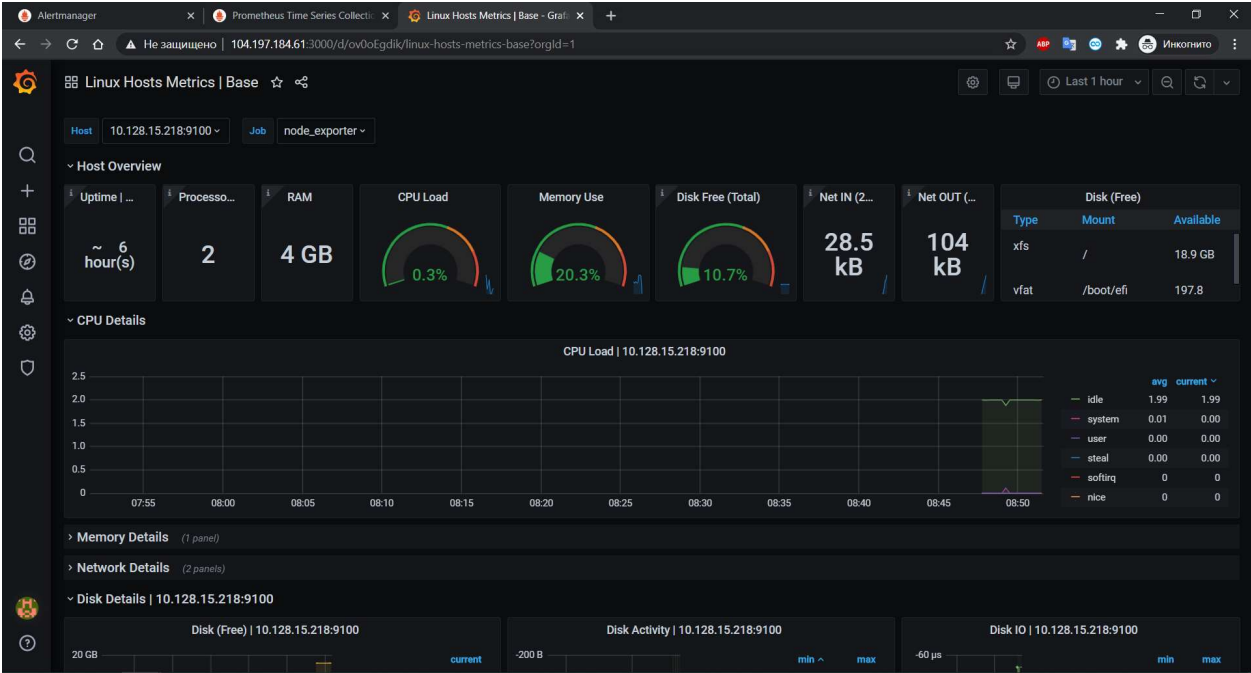 Alertmanager
Prometheus Time Series Collectic
Linux Hosts Metrics | Base - Grafa
Не защищено | 104.197.184.61:3000/d/ov0oEgdik/linux-hosts-metrics-base?orgId=1
ABP
Инкогнито
Linux Hosts Metrics | Base
Last 1 hour
Host 10.128.15.218:9100
Job node_exporter
Host Overview
Uptime | ...
~ 6
hour(s)
Processo...
2
RAM
4 GB
CPU Load
0.3%
Memory Use
20.3%
Disk Free (Total)
10.7%
Net IN (2...
28.5
kB
Net OUT (...
104
kB
Disk (Free)
Type Mount Available
xfs / 18.9 GB
vfat /boot/efi 197.8
CPU Details
CPU Load | 10.128.15.218:9100
2.5
2.0
1.5
1.0
0.5
0
07:55 08:00 08:05 08:10 08:15 08:20 08:25 08:30 08:35 08:40 08:45 08:50
avg current
idle 1.99 1.99
system 0.01 0.00
user 0.00 0.00
steal 0.00 0.00
softirq 0 0
nice 0 0
Memory Details (1 panel)
Network Details (2 panels)
Disk Details | 10.128.15.218:9100
Disk (Free) | 10.128.15.218:9100
20 GB
current
Disk Activity | 10.128.15.218:9100
-200 B
min max
Disk IO | 10.128.15.218:9100
-60 µs
min max